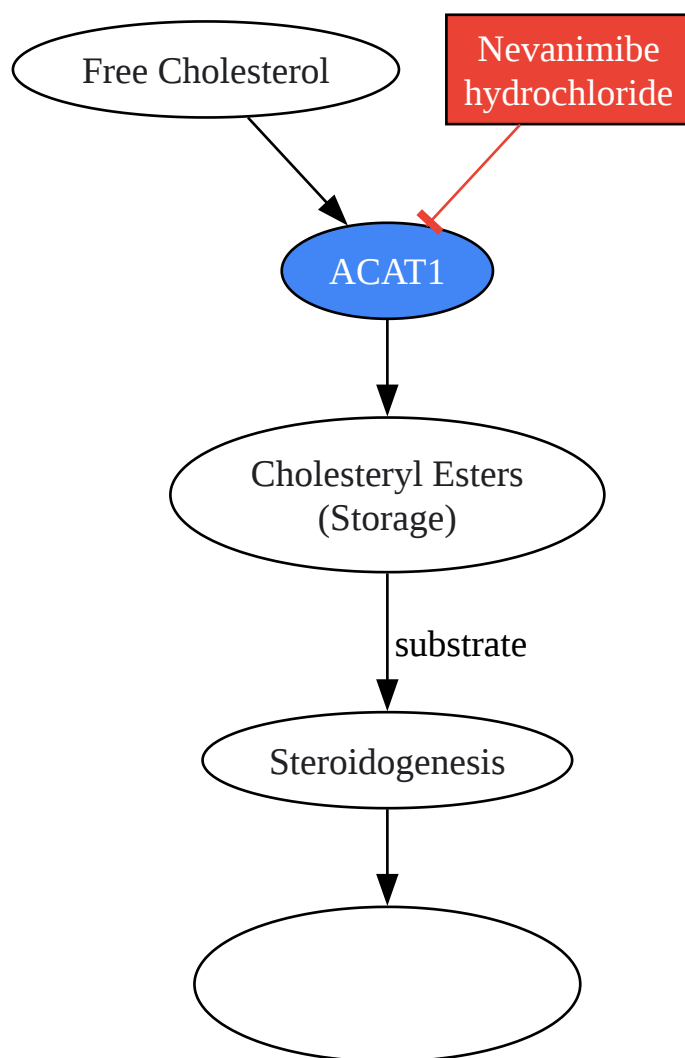 Free Cholesterol
Nevanimibe
hydrochloride
ACAT1
Cholesteryl Esters
(Storage)
substrate
Steroidogenesis